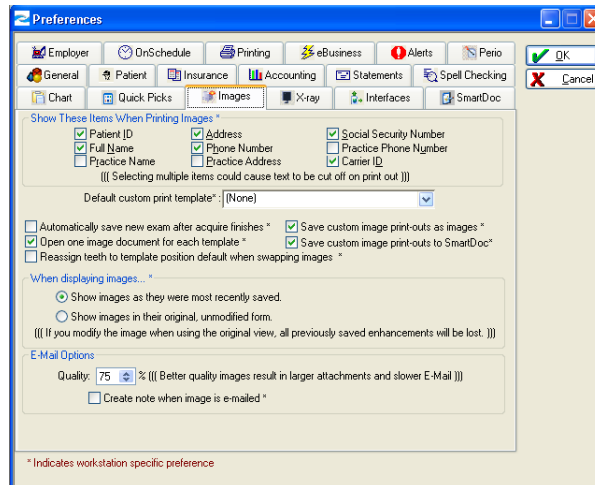 Preferences
Employer OnSchedule Printing eBusiness Alerts Perio
OK
General Patient Insurance Accounting Statements Spell Checking
Cancel
Chart Quick Picks Images X-ray Interfaces SmartDoc
Show These Items When Printing Images *
Patient ID Address Social Security Number
Full Name Phone Number Practice Phone Number
Practice Name Practice Address Carrier ID
((( Selecting multiple items could cause text to be cut off on print out )))
Default custom print template* : (None)
Automatically save new exam after acquire finishes * Save custom image print-outs as images *
Open one image document for each template * Save custom image print-outs to SmartDoc*
Reassign teeth to template position default when swapping images *
When displaying images... *
Show images as they were most recently saved.
Show images in their original, unmodified form.
((( If you modify the image when using the original view, all previously saved enhancements will be lost. )))
E-Mail Options
Quality: 75 % ((( Better quality images result in larger attachments and slower E-Mail )))
Create note when image is e-mailed *
* Indicates workstation specific preference